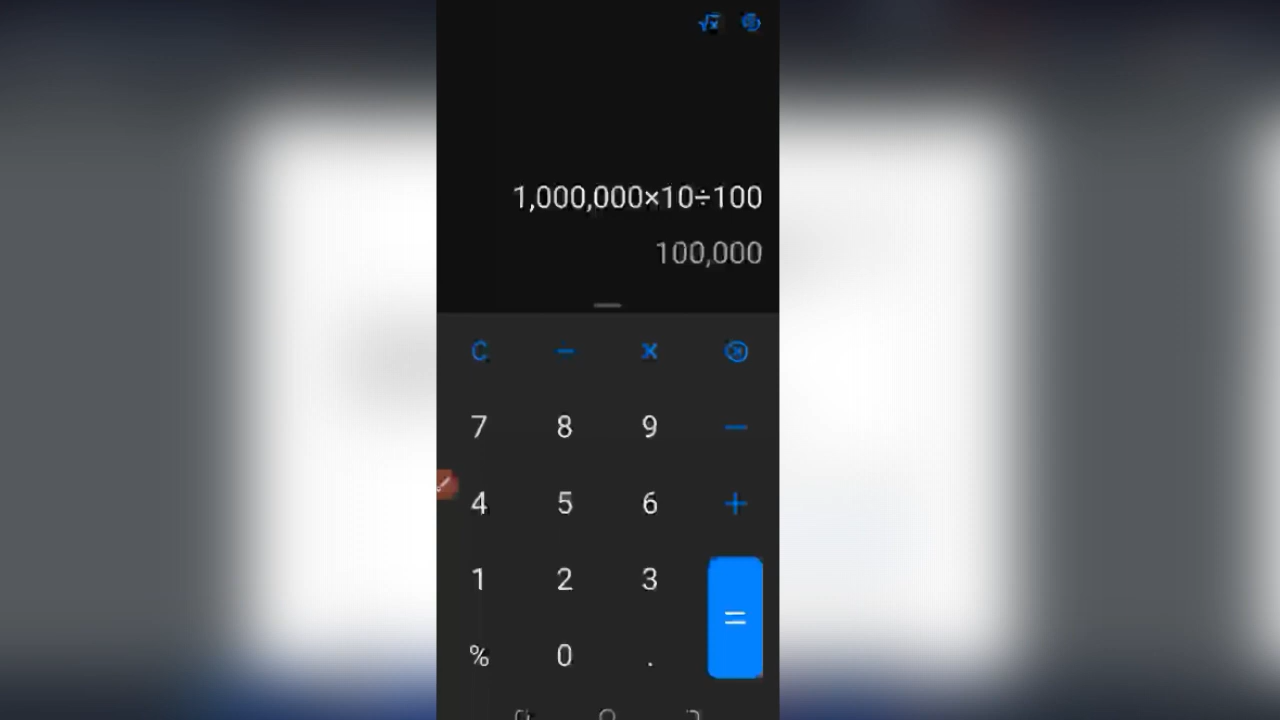 √x
1,000,000×10÷100
100,000
C
7 8 9 −
4 5 6 +
1 2 3
% 0 . =